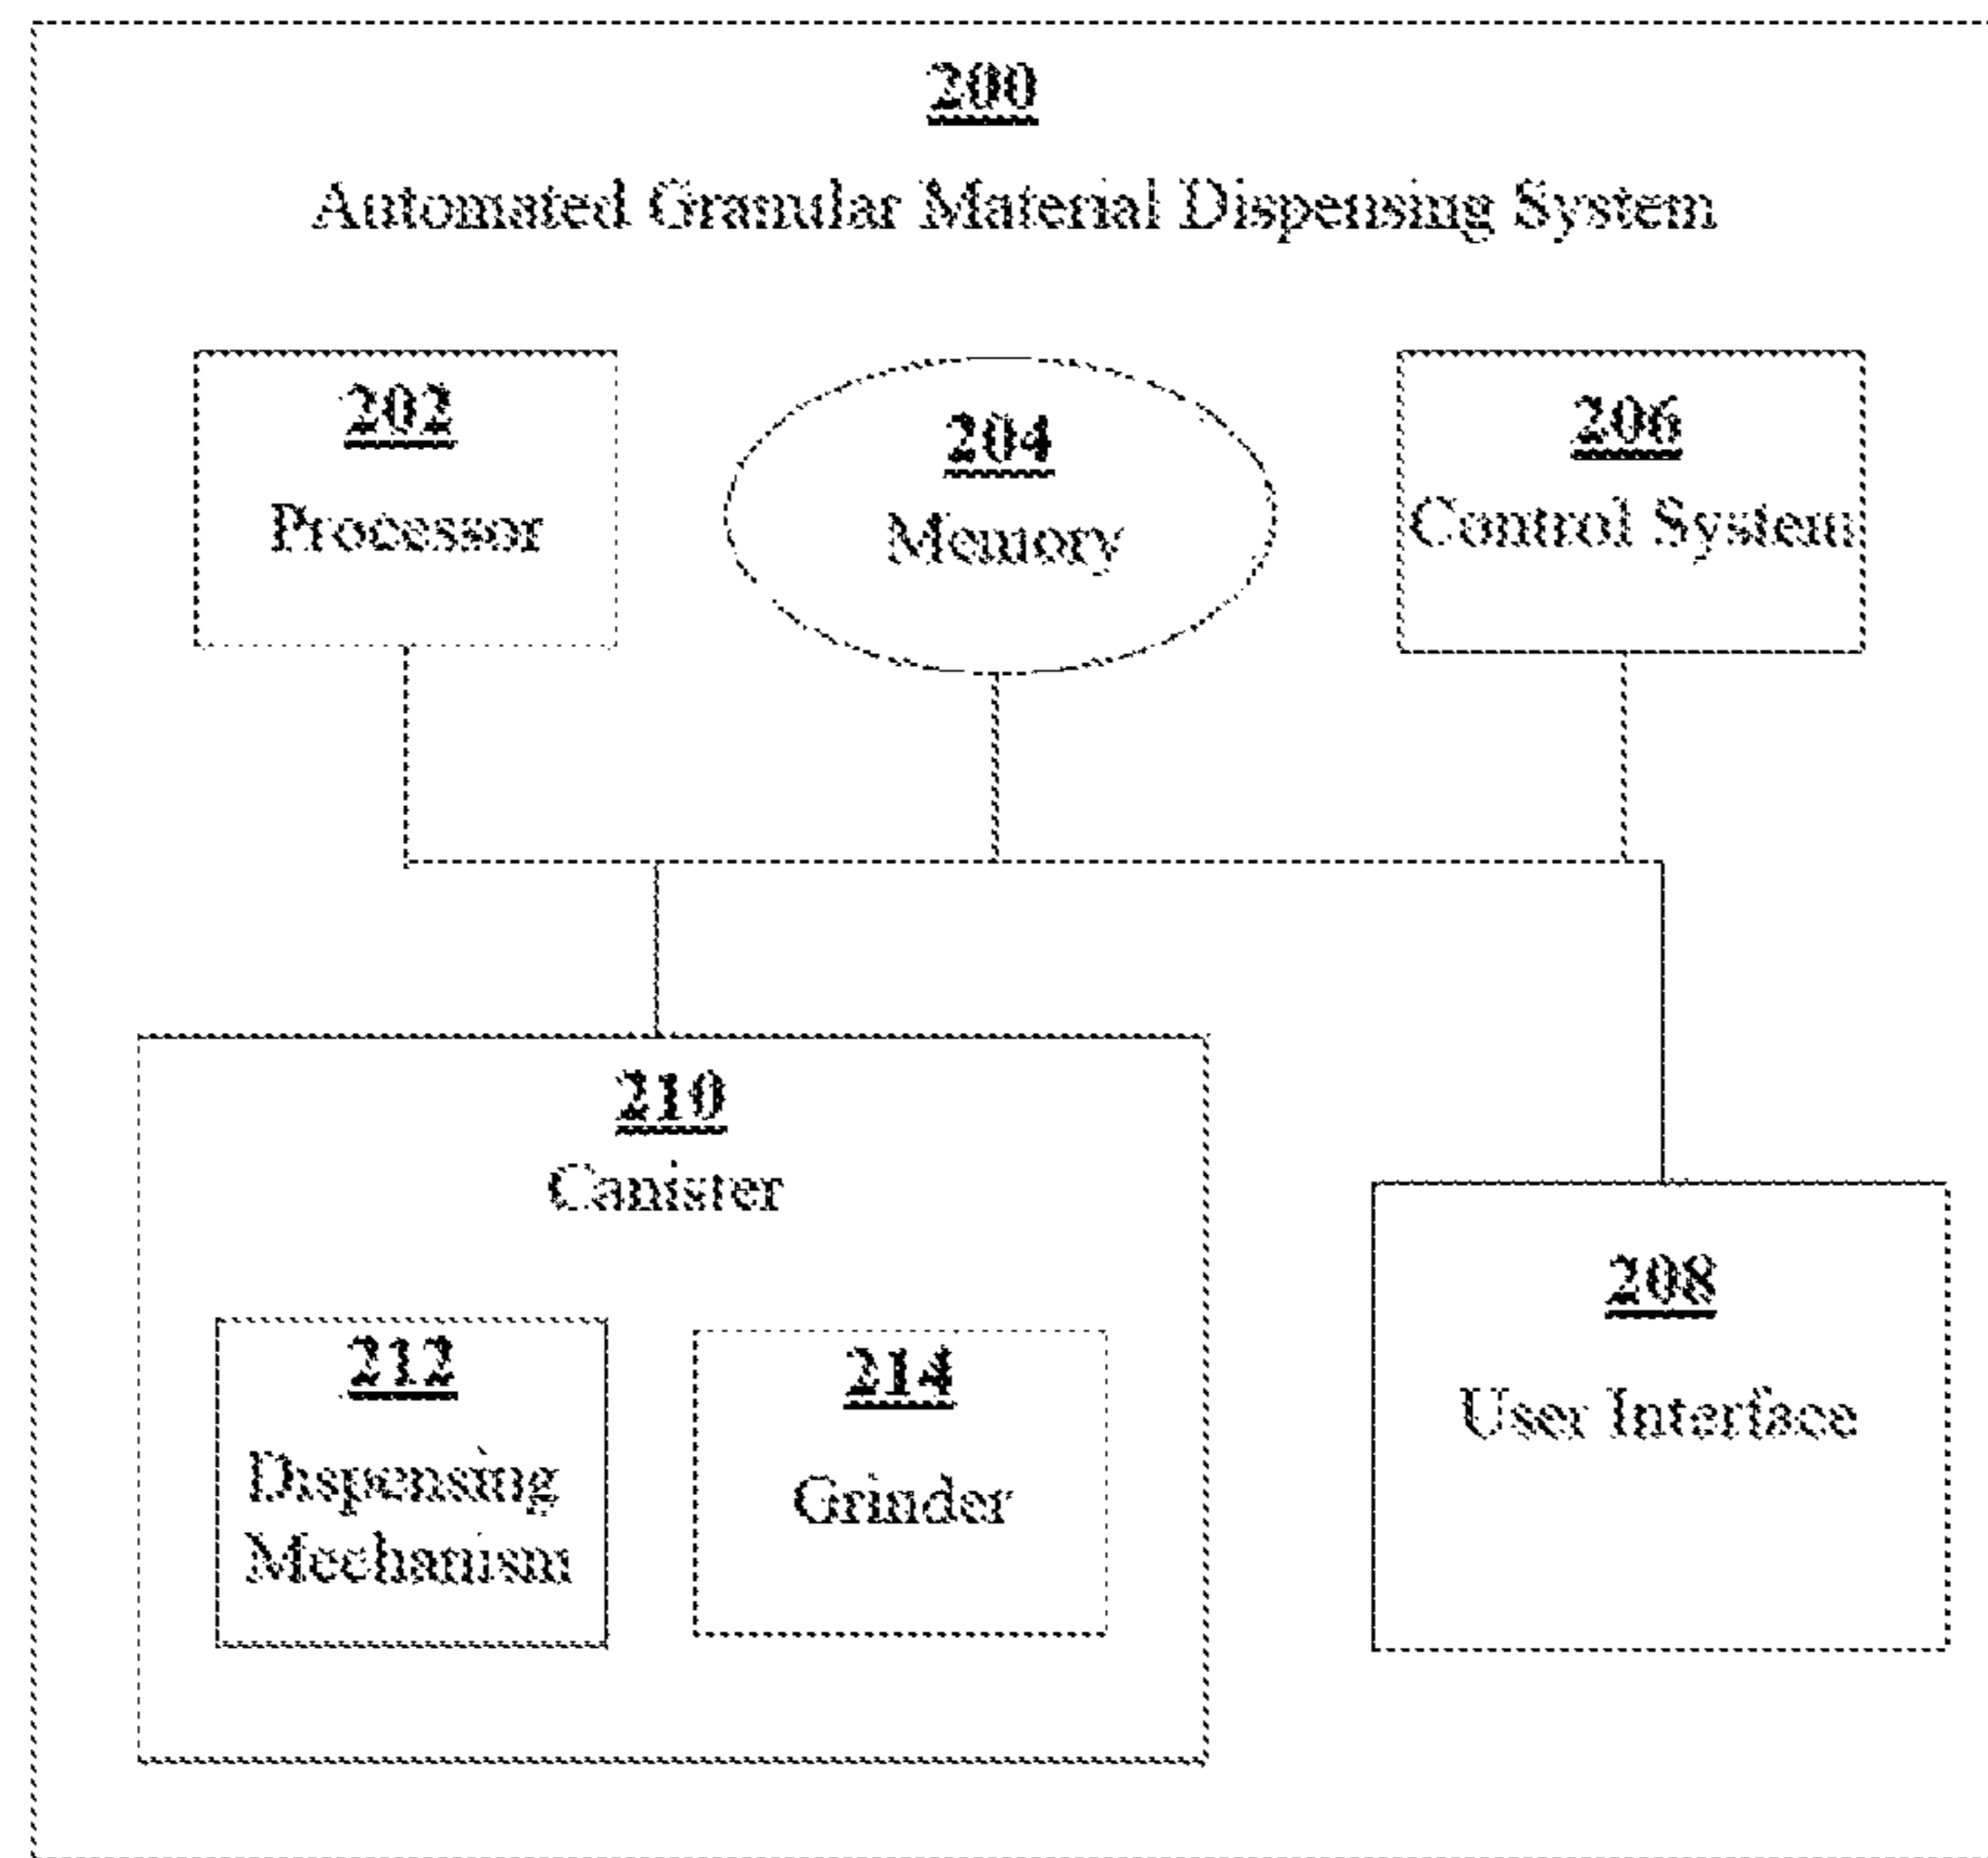 200
Automated Granular Material Dispensing System
202
Processor
204
Memory
206
Control System
210
Canister
212
Dispensing
Mechanism
214
Grinder
208
User Interface